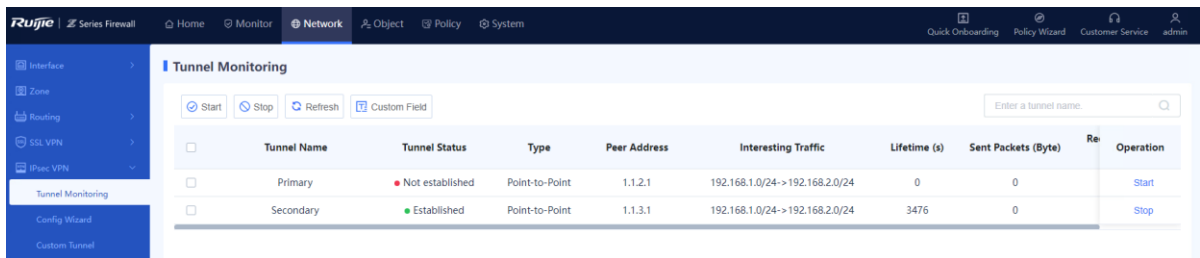 Ruijie | Z Series Firewall Home Monitor Network Object Policy System Quick Onboarding Policy Wizard Customer Service admin
Interface
Zone
Routing
SSL VPN
IPsec VPN
Tunnel Monitoring
Config Wizard
Custom Tunnel
Tunnel Monitoring
Start Stop Refresh Custom Field Enter a tunnel name.
Tunnel Name Tunnel Status Type Peer Address Interesting Traffic Lifetime (s) Sent Packets (Byte) Operation
Primary Not established Point-to-Point 1.1.2.1 192.168.1.0/24->192.168.2.0/24 0 0 Start
Secondary Established Point-to-Point 1.1.3.1 192.168.1.0/24->192.168.2.0/24 3476 0 Stop